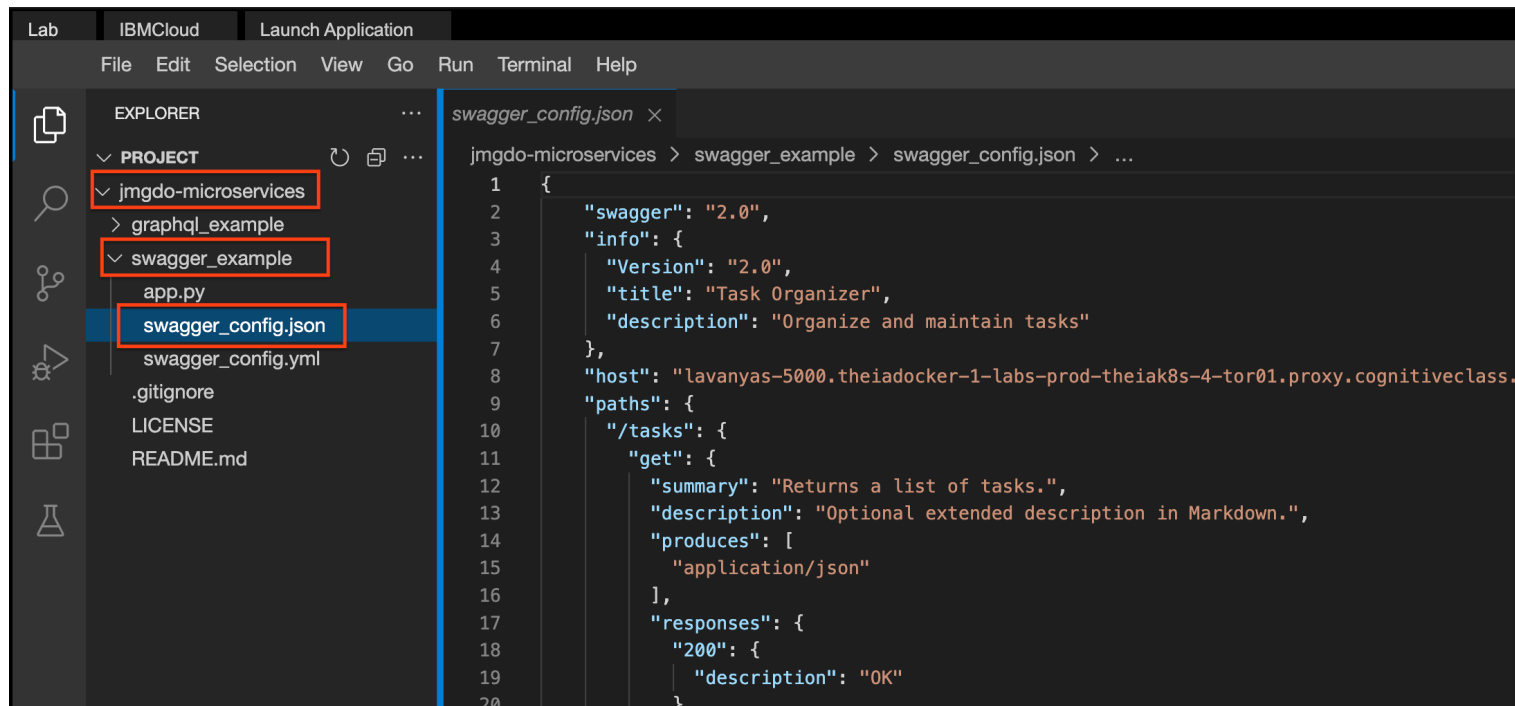 Lab IBMCloud Launch Application
File Edit Selection View Go Run Terminal Help
EXPLORER ...
PROJECT ...
jmgdo-microservices
graphql_example
swagger_example
app.py
swagger_config.json
swagger_config.yml
.gitignore
LICENSE
README.md
swagger_config.json
jmgdo-microservices > swagger_example > swagger_config.json > ...
1 {
2 "swagger": "2.0",
3 "info": {
4 "Version": "2.0",
5 "title": "Task Organizer",
6 "description": "Organize and maintain tasks"
7 },
8 "host": "lavanyas-5000.theiadocker-1-labs-prod-theiak8s-4-tor01.proxy.cognitiveclass.
9 "paths": {
10 "/tasks": {
11 "get": {
12 "summary": "Returns a list of tasks.",
13 "description": "Optional extended description in Markdown.",
14 "produces": [
15 "application/json"
16 ],
17 "responses": {
18 "200": {
19 "description": "OK"
20 }